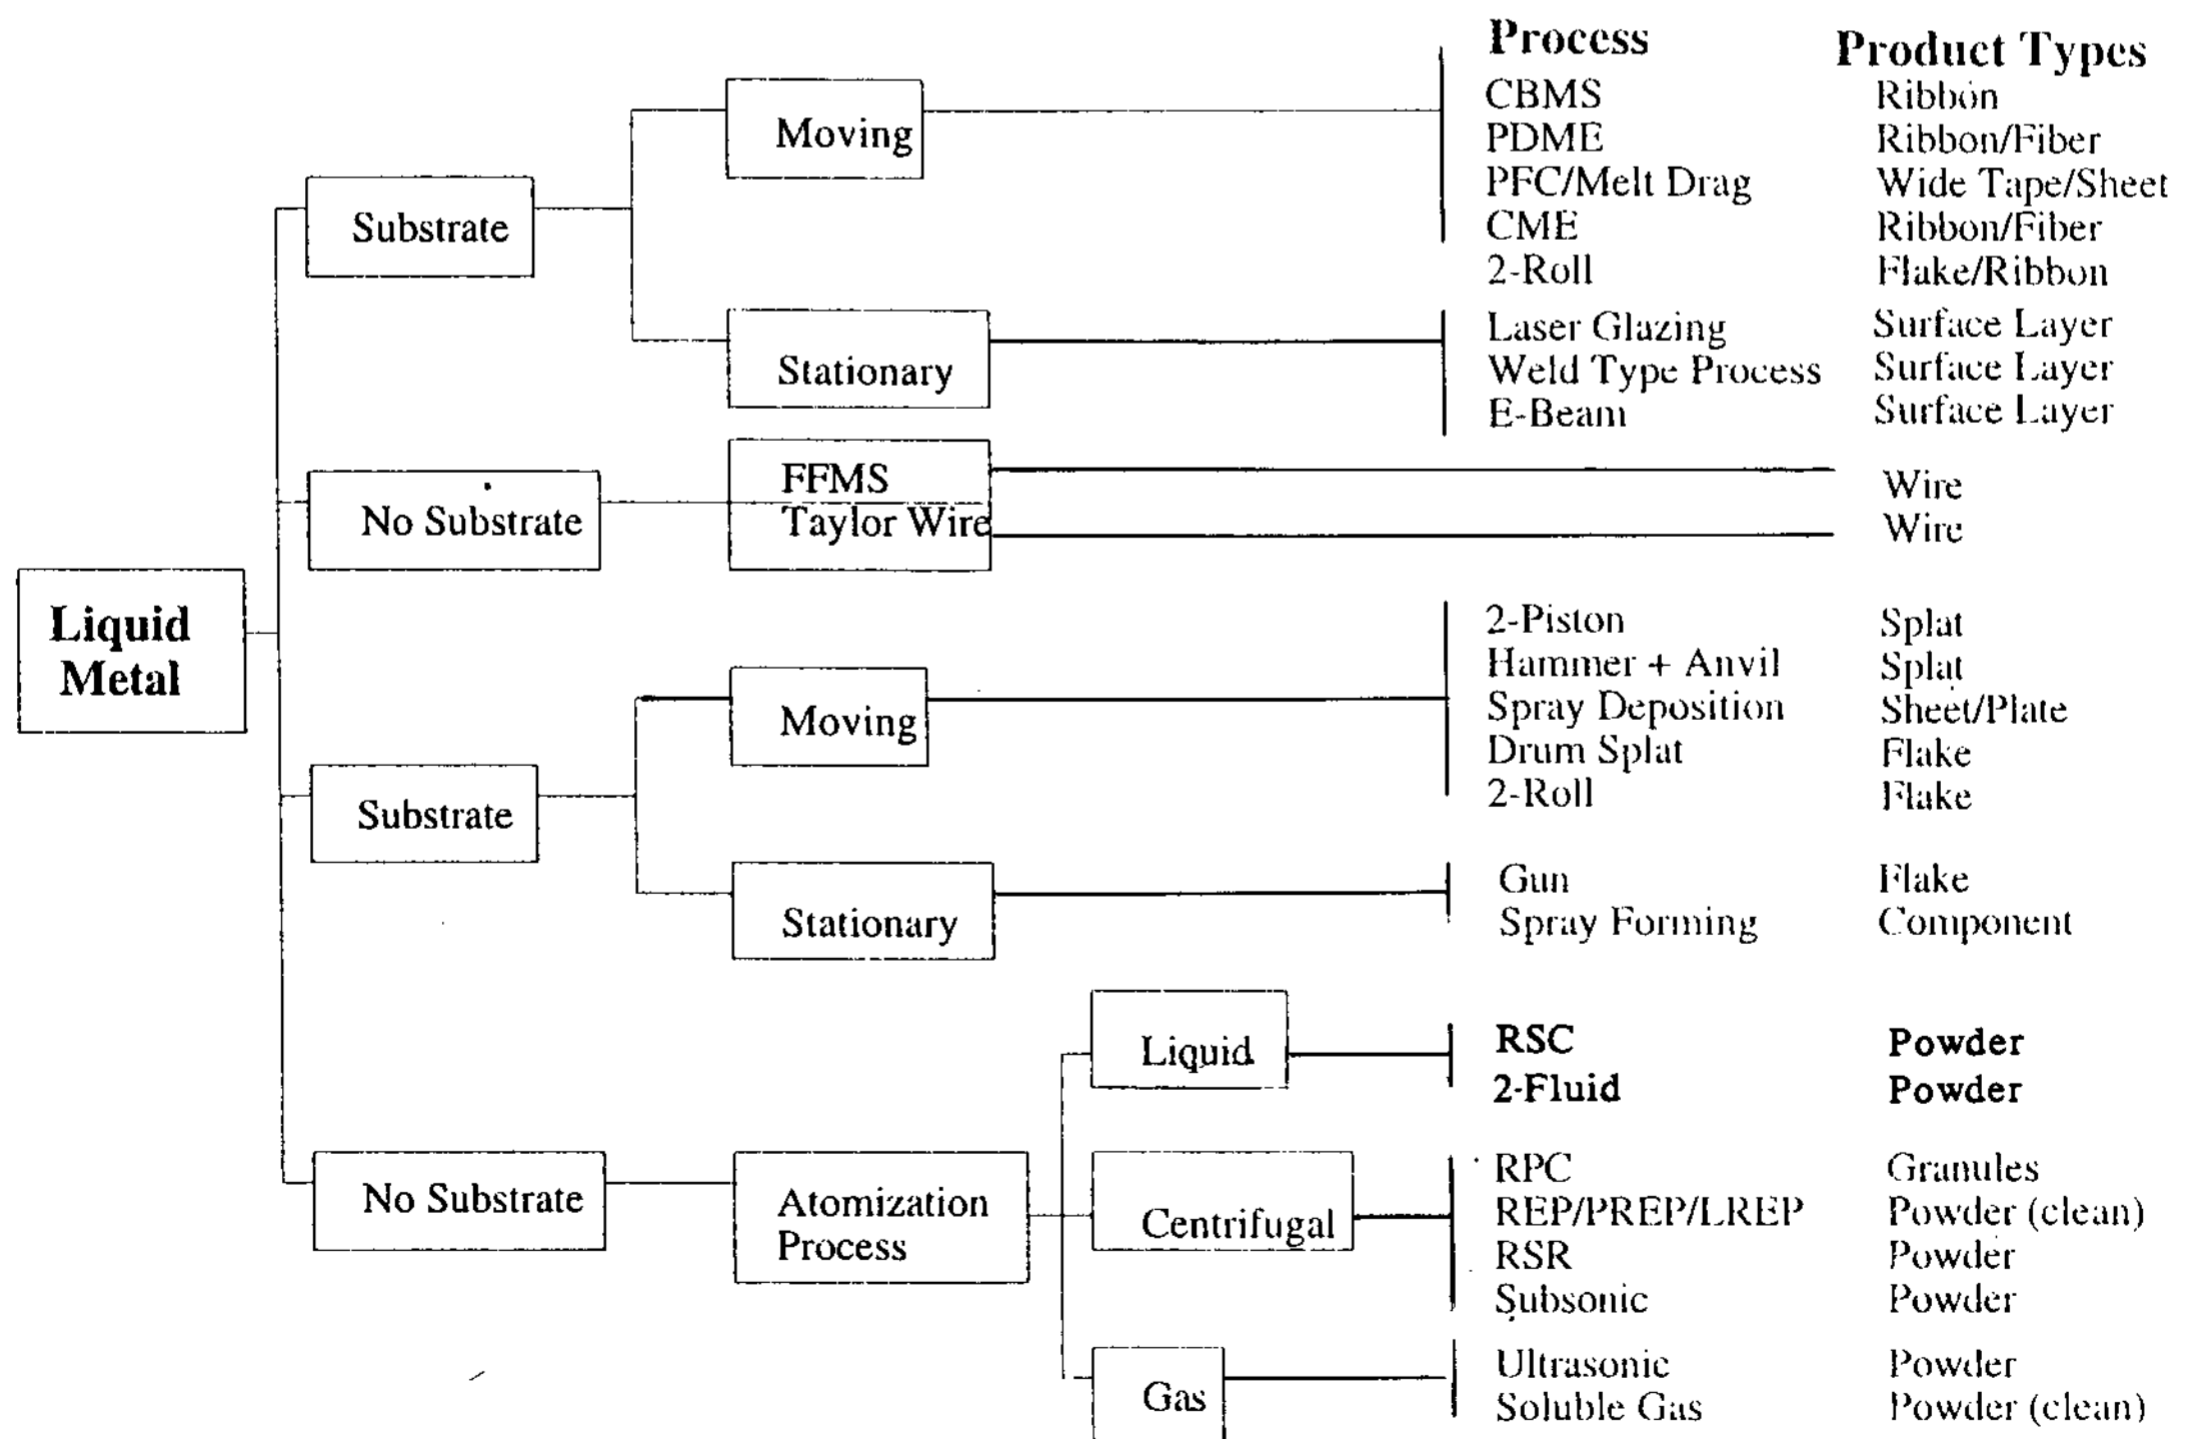 Process Product Types
Moving
CBMS Ribbon
PDME Ribbon/Fiber
PFC/Melt Drag Wide Tape/Sheet
CME Ribbon/Fiber
2-Roll Flake/Ribbon
Substrate
Stationary
Laser Glazing Surface Layer
Weld Type Process Surface Layer
E-Beam Surface Layer
No Substrate
FFMS Wire
Taylor Wire Wire
Liquid
Metal
Substrate
Moving
2-Piston Splat
Hammer + Anvil Splat
Spray Deposition Sheet/Plate
Drum Splat Flake
2-Roll Flake
Stationary
Gun Flake
Spray Forming Component
No Substrate
Atomization
Process
Liquid
RSC Powder
2-Fluid Powder
Centrifugal
RPC Granules
REP/PREP/LREP Powder (clean)
RSR Powder
Subsonic Powder
Gas
Ultrasonic Powder
Soluble Gas Powder (clean)